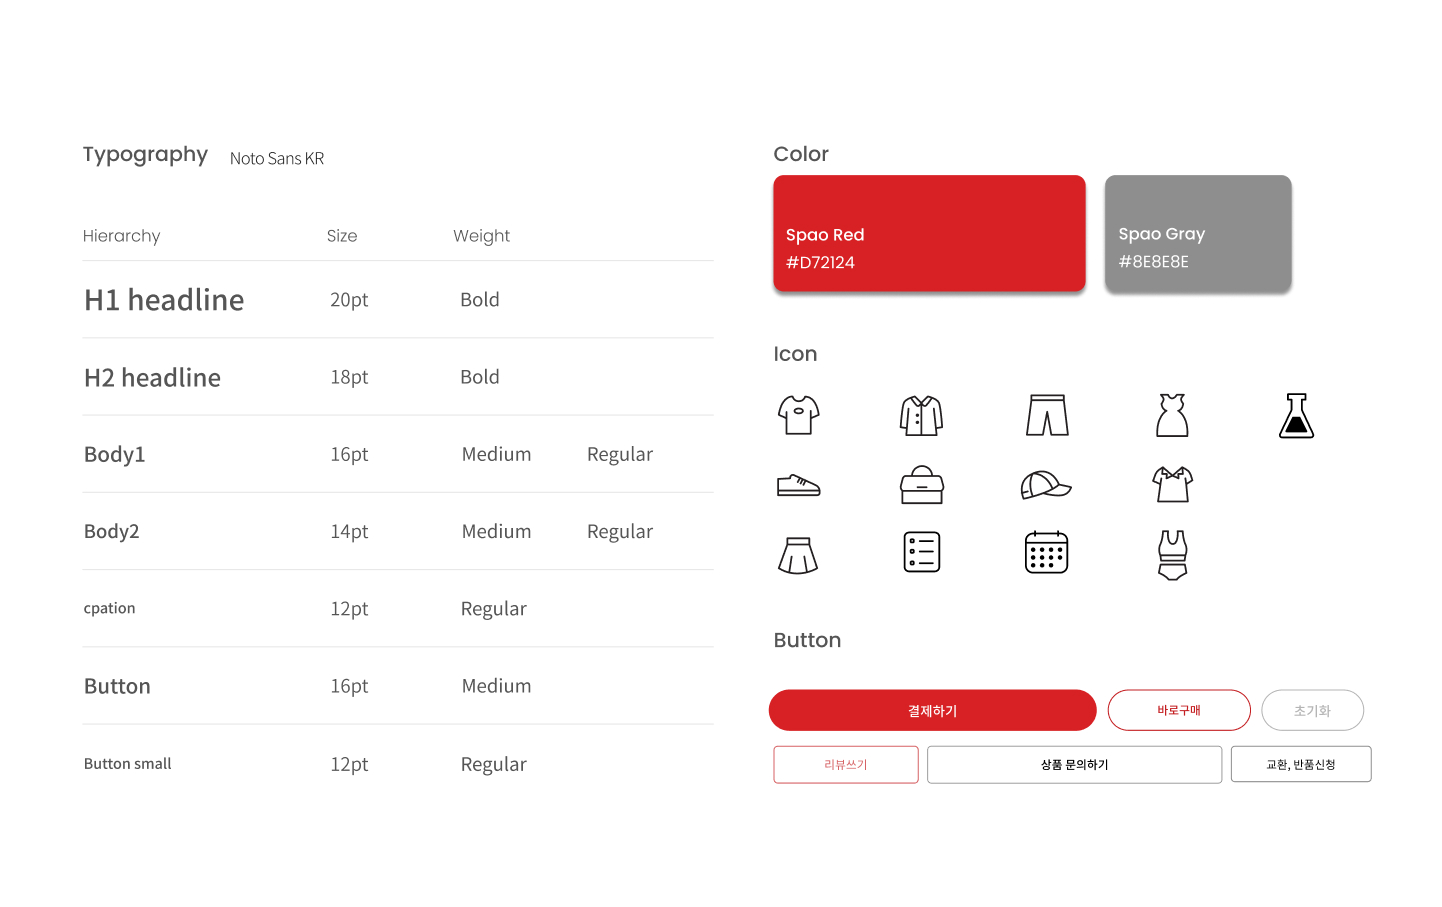 Typography Noto Sans KR
Hierarchy Size Weight
H1 headline 20pt Bold
H2 headline 18pt Bold
Body1 16pt Medium Regular
Body2 14pt Medium Regular
cpation 12pt Regular
Button 16pt Medium
Button small 12pt Regular
Color
Spao Red
#D72124
Spao Gray
#8E8E8E
Icon
Button
결제하기 바로구매 초기화
리뷰쓰기 상품 문의하기 교환, 반품신청